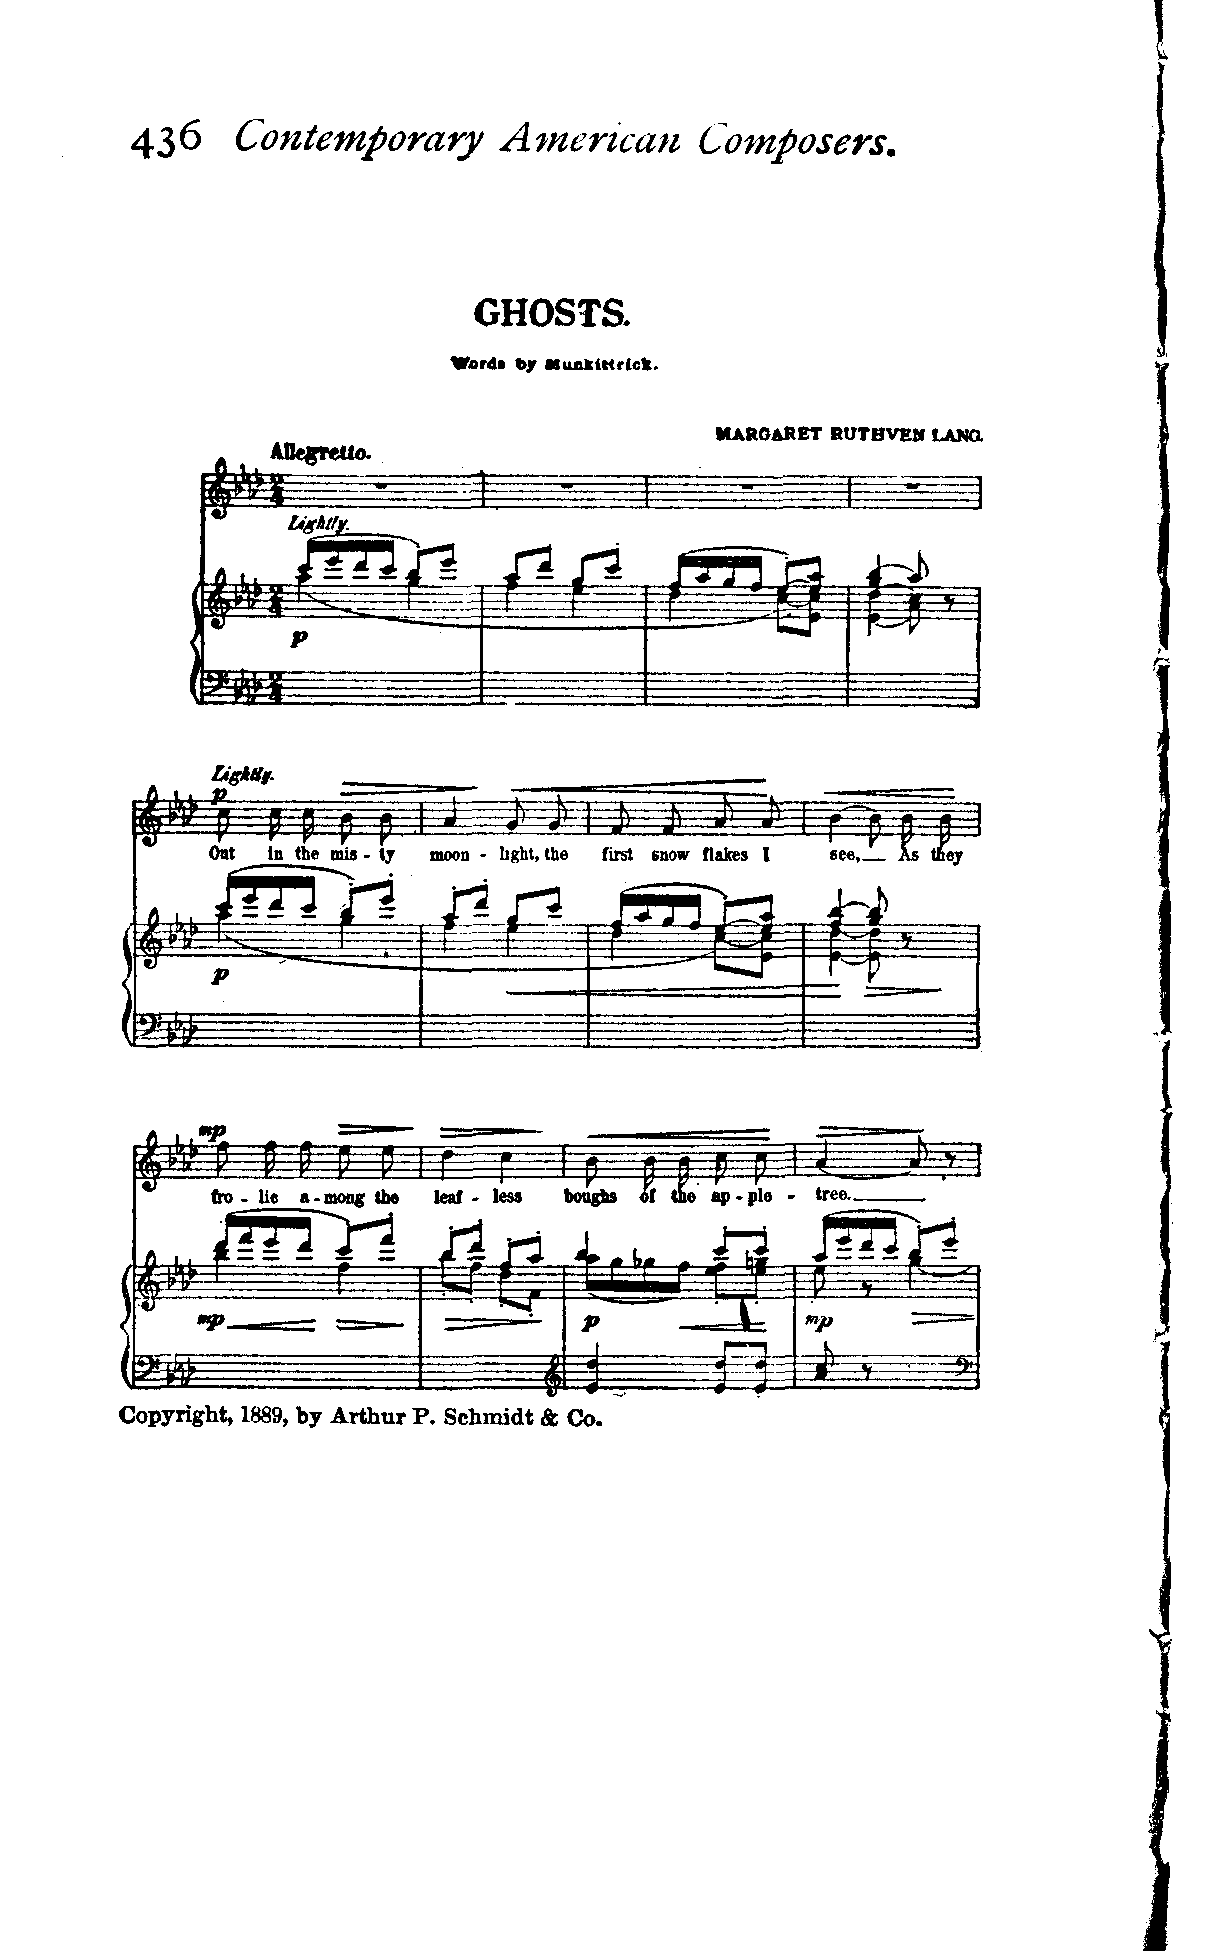 436 Contemporary American Composers.
GHOSTS.
Words by Munkittrick.
MARGARET RUTHVEN LANG.
Allegretto.
Lightly.
p
Lightly.
p
Out in the mis - ty moon - light, the first snow flakes I see, As they
p
mp
fro - lic a - mong the leaf - less boughs of the ap - ple - tree.
mp p mp
Copyright, 1889, by Arthur P. Schmidt & Co.